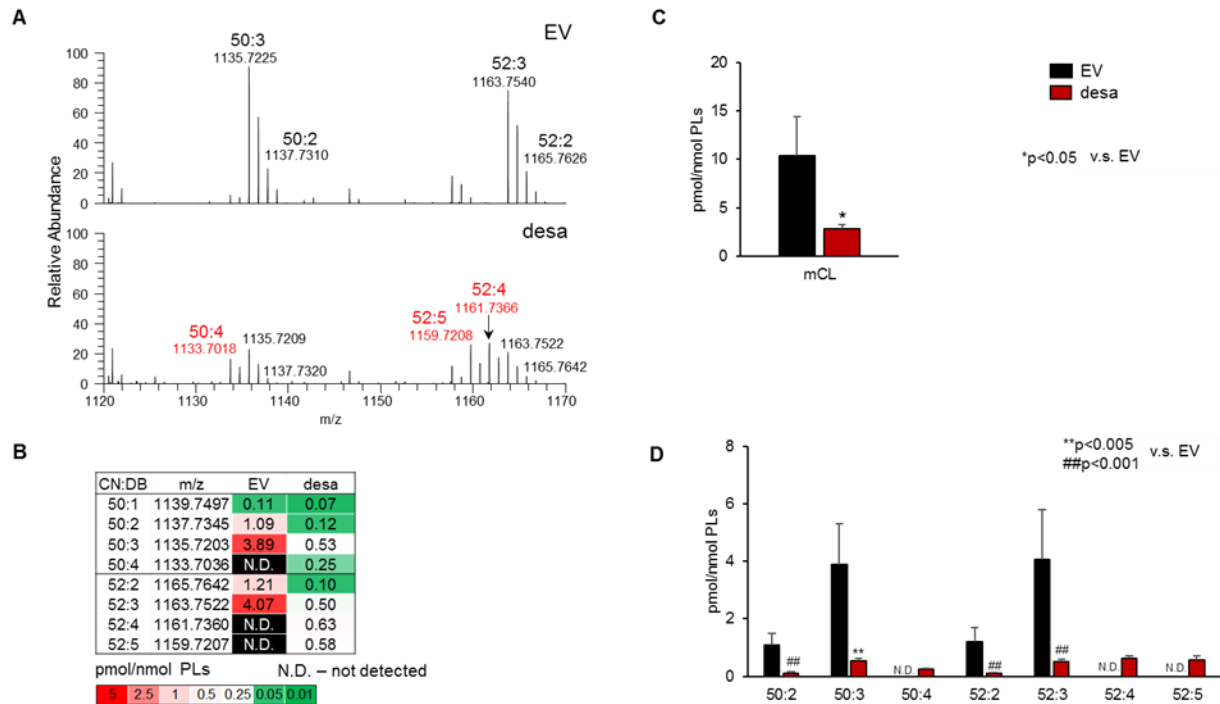 A
EV
50:3
1135.7225
50:2
1137.7310
52:3
1163.7540
52:2
1165.7626
100
80
60
40
20
0
Relative Abundance
desa
100
80
60
40
20
0
50:4
1133.7018
1135.7209
1137.7320
52:5
1159.7208
52:4
1161.7366
1163.7522
1165.7642
1120 1130 1140 1150 1160 1170
m/z
B
CN:DB m/z EV desa
50:1 1139.7497 0.11 0.07
50:2 1137.7345 1.09 0.12
50:3 1135.7203 3.89 0.53
50:4 1133.7036 N.D. 0.25
52:2 1165.7642 1.21 0.10
52:3 1163.7522 4.07 0.50
52:4 1161.7360 N.D. 0.63
52:5 1159.7207 N.D. 0.58
pmol/nmol PLs N.D. – not detected
5 2.5 1 0.5 0.25 0.05 0.01
C
pmol/nmol PLs
20
15
10
5
0
*
mCL
EV
desa
*p<0.05 v.s. EV
D
pmol/nmol PLs
8
6
4
2
0
**p<0.005
##p<0.001
v.s. EV
## ** N.D. ## ## N.D. N.D.
50:2 50:3 50:4 52:2 52:3 52:4 52:5